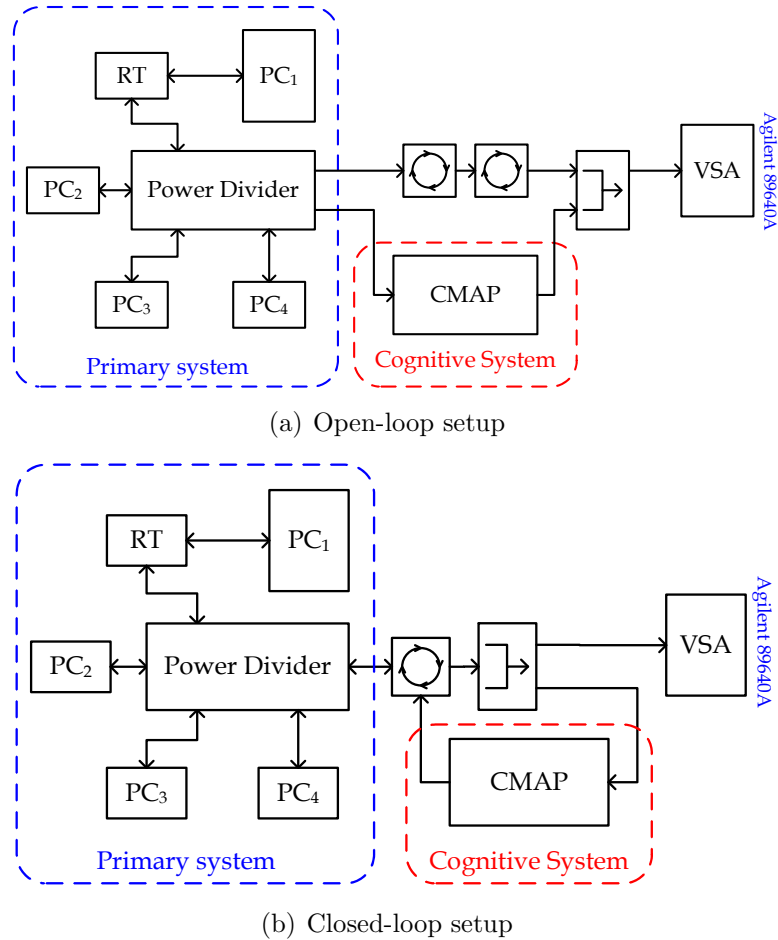 RT
PC₁
PC₂
Power Divider
VSA
Agilent 89640A
CMAP
PC₃
PC₄
Primary system
Cognitive System
(a) Open-loop setup
RT
PC₁
PC₂
Power Divider
VSA
Agilent 89640A
CMAP
PC₃
PC₄
Primary system
Cognitive System
(b) Closed-loop setup